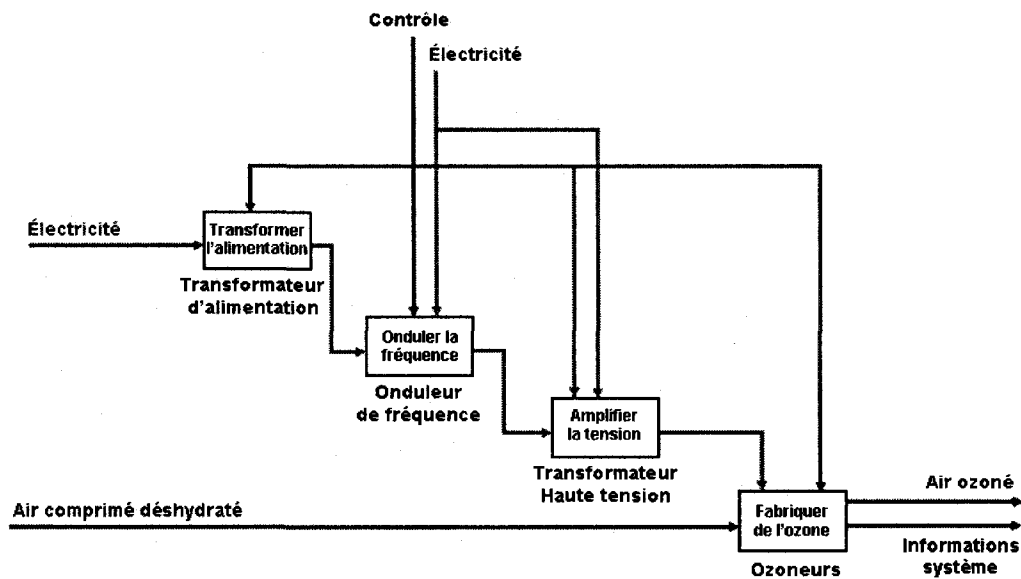 Contrôle
Électricité
Électricité
Transformer
l'alimentation
Transformateur
d'alimentation
Onduler la
fréquence
Onduleur
de fréquence
Amplifier
la tension
Transformateur
Haute tension
Air comprimé déshydraté
Fabriquer
de l'ozone
Ozoneurs
Air ozoné
Informations
système